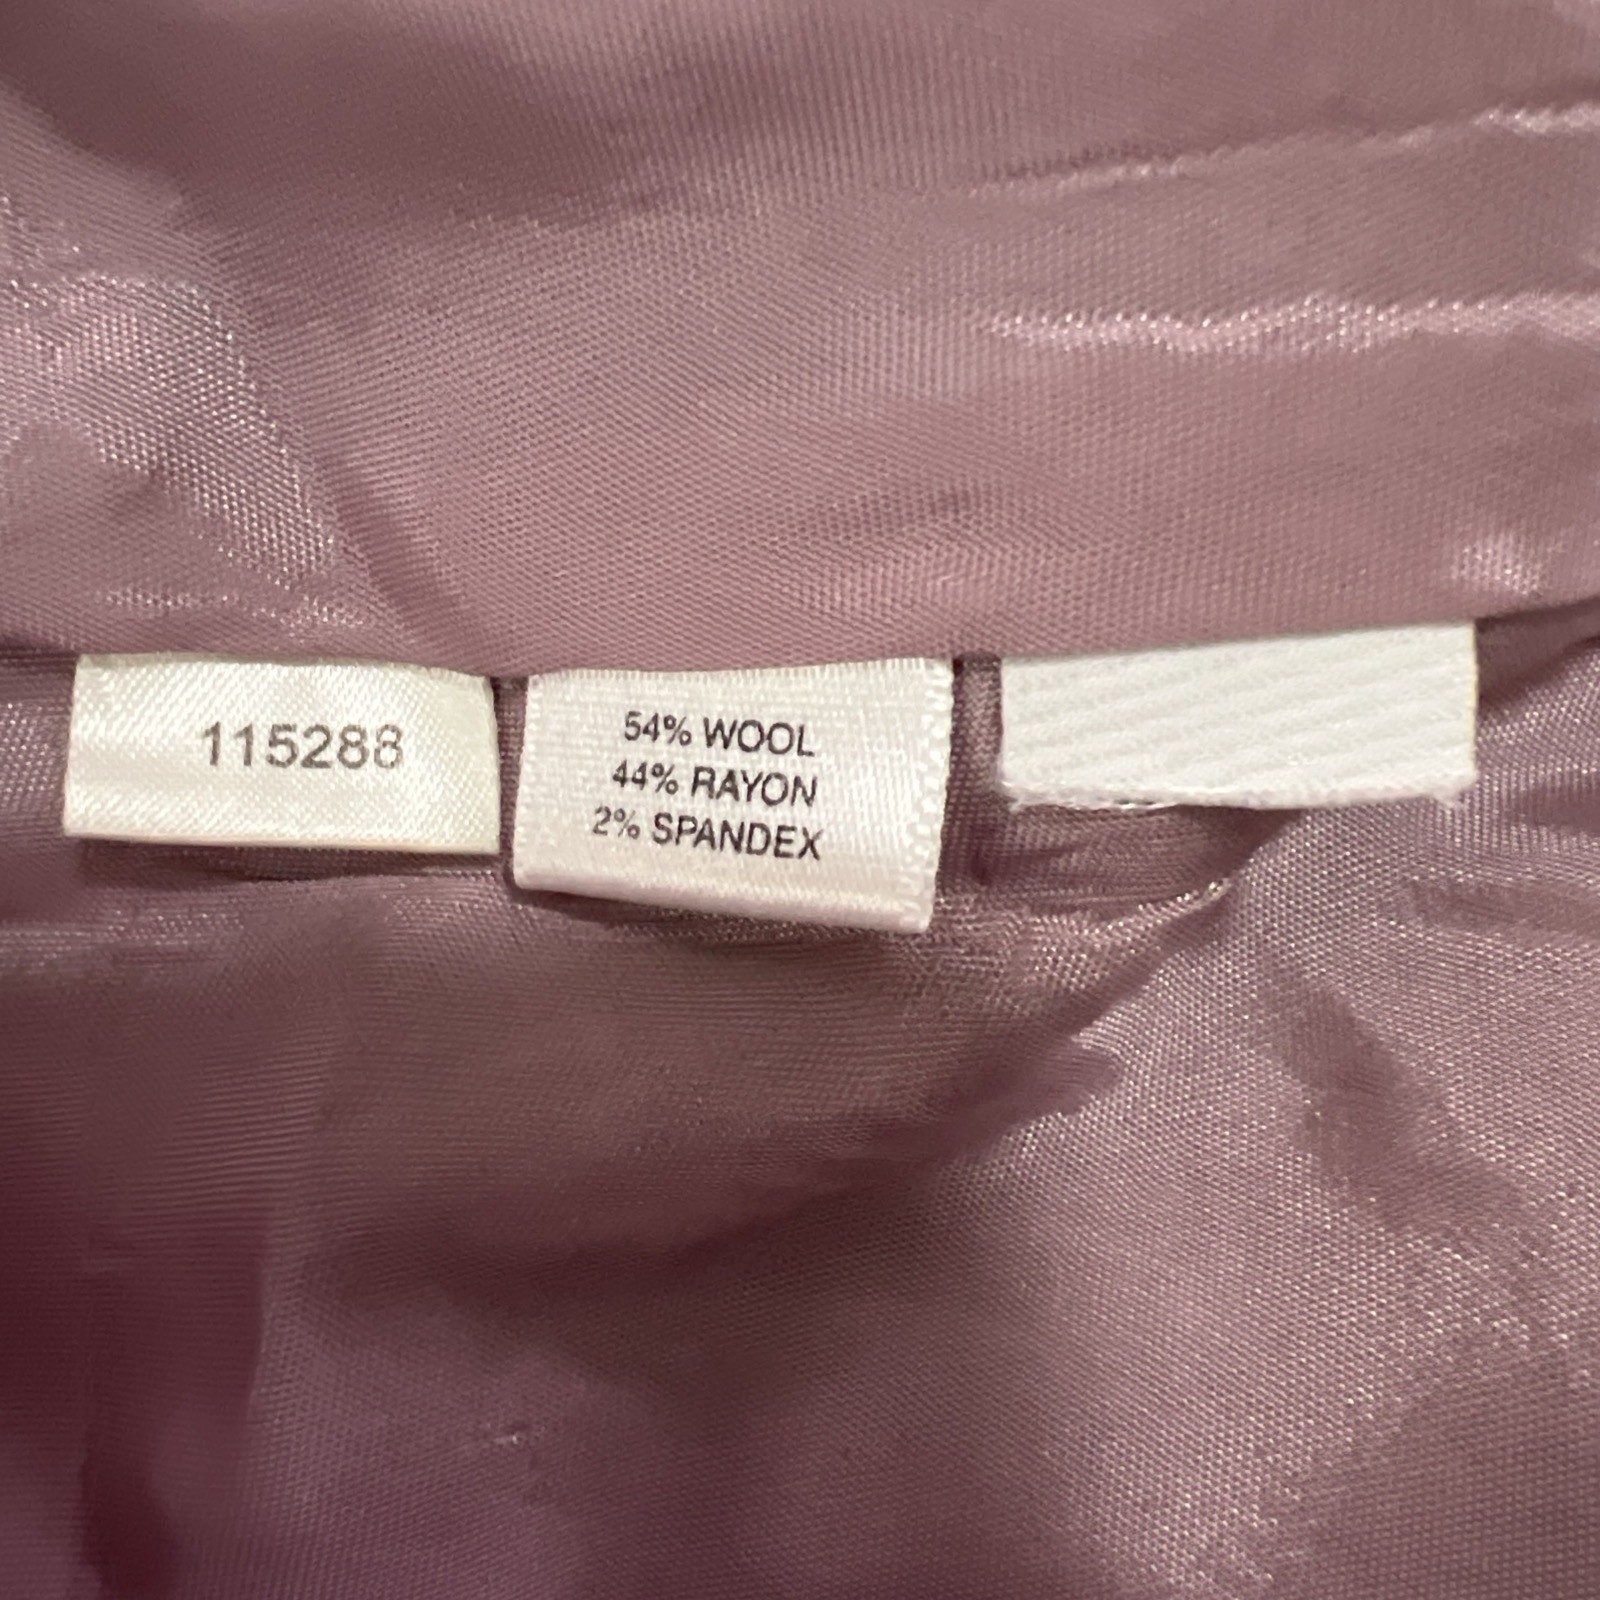 115288
54% WOOL
44% RAYON
2% SPANDEX